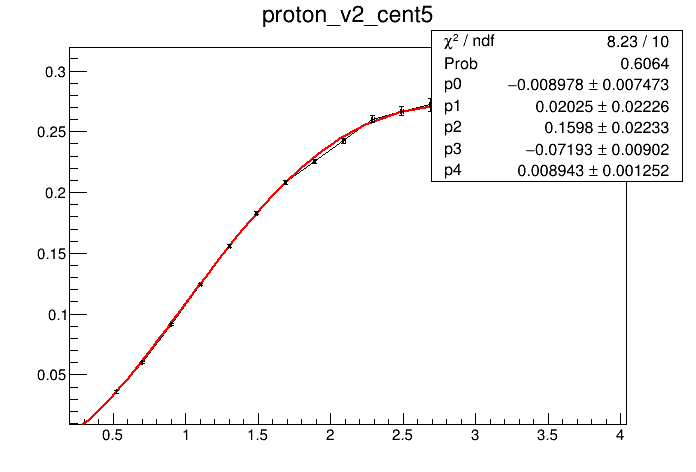 proton_v2_cent5
χ² / ndf 8.23 / 10
Prob 0.6064
p0 −0.008978 ± 0.007473
p1 0.02025 ± 0.02226
p2 0.1598 ± 0.02233
p3 −0.07193 ± 0.00902
p4 0.008943 ± 0.001252
0.3
0.25
0.2
0.15
0.1
0.05
0.5 1 1.5 2 2.5 3 3.5 4